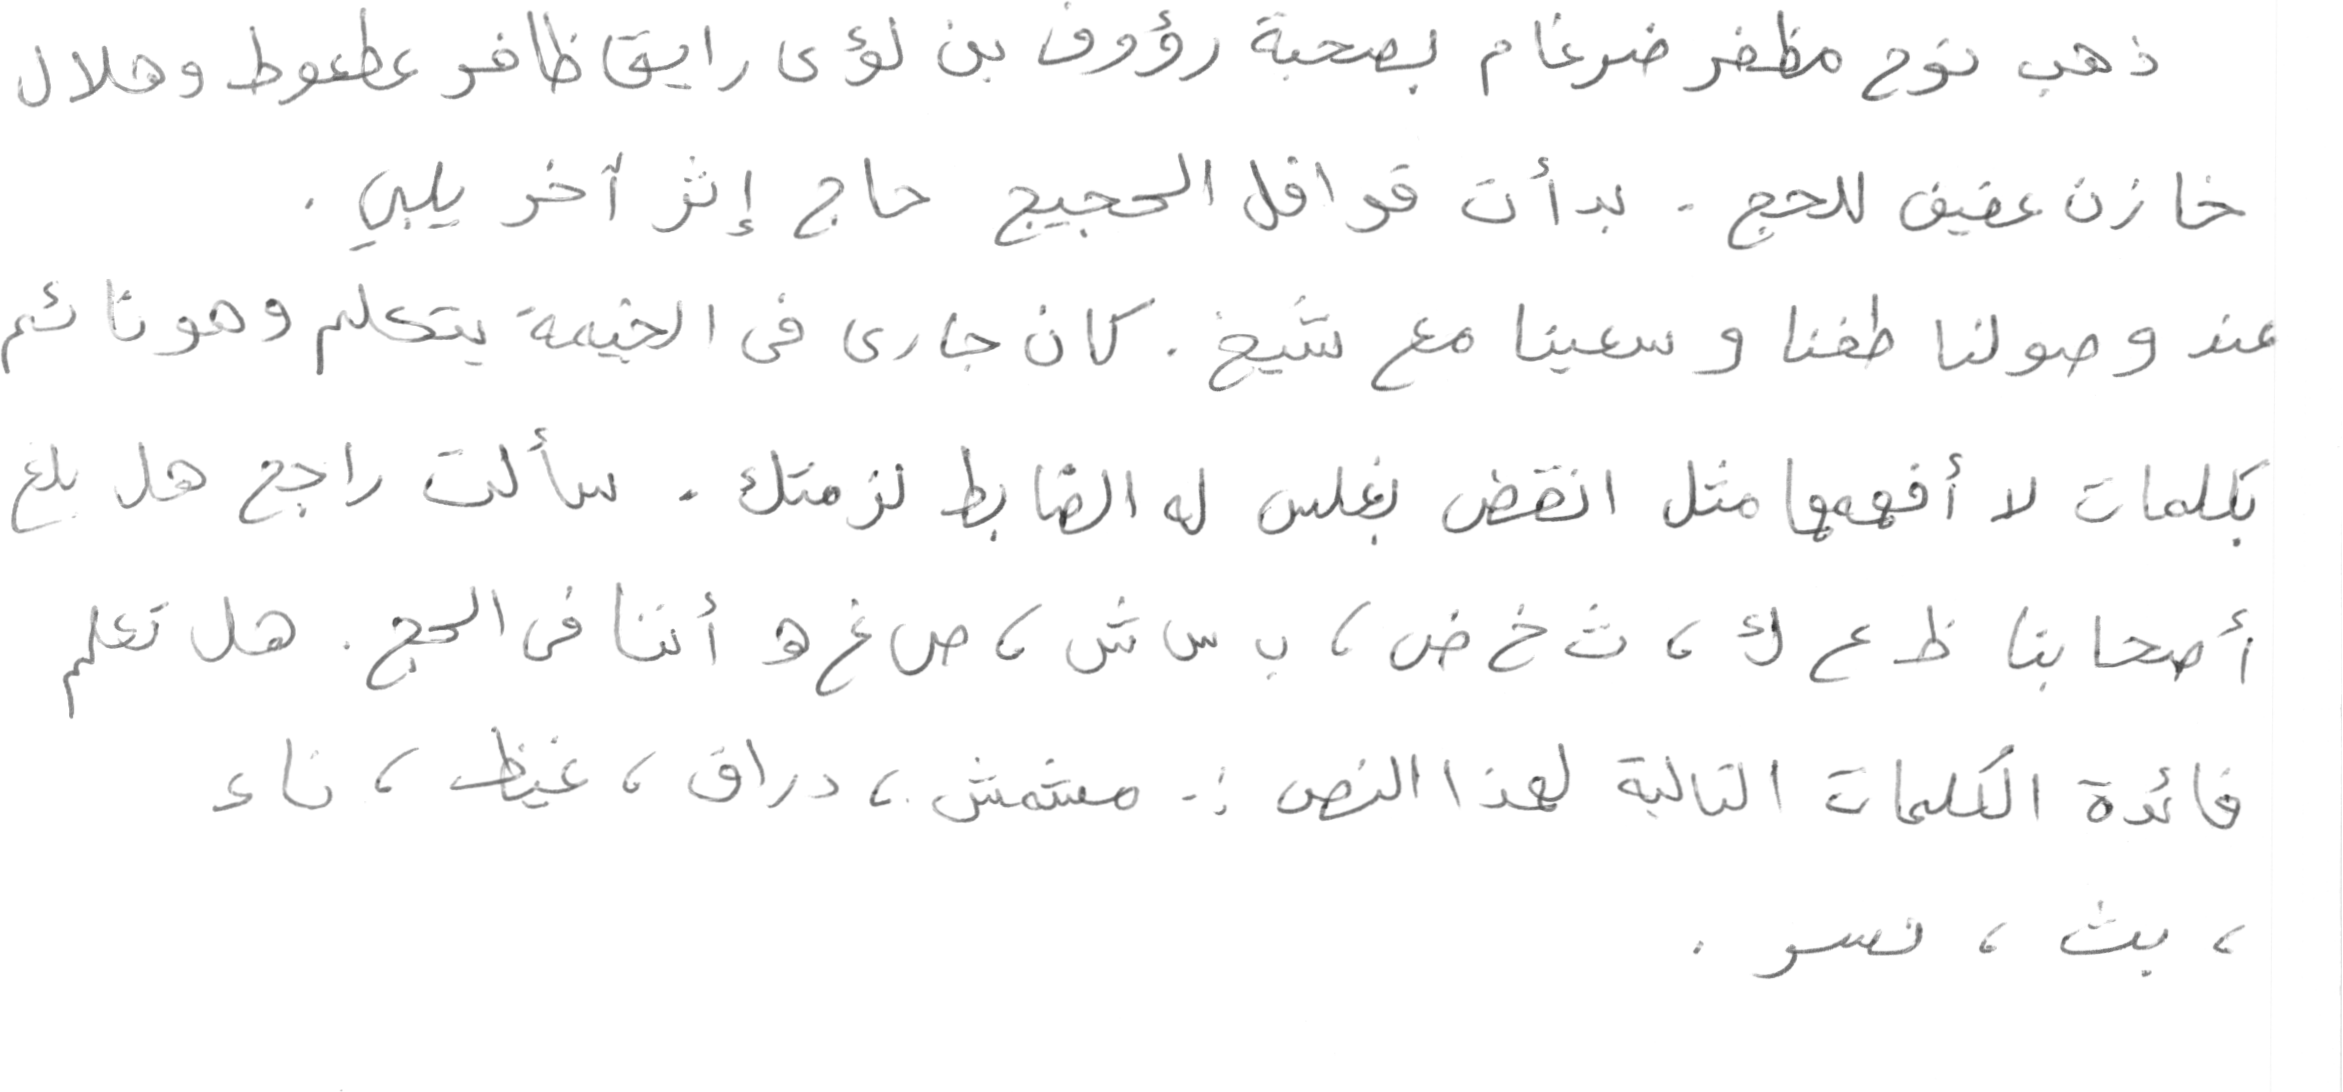 ذهب نوح مظفر ضرغام بصحبة رؤوف بن لؤى رايق ظافر عطعوط وهلال
خازن عفيف للحج . بدأت قوافل الحجيج حاج إثر آخر يلبي .
عند وصولنا طفنا و سعينا مع شيخ . كان جارى فى الخيمة يتكلم وهو نائم
بكلمات لا أفهمها مثل انقض بغلس له الضابط لزمتك . سألت راجح هل بلغ
أصحابنا ظ ع ك ، ث خ ض ، ب س ش ، ص غ ه أننا فى الحج . هل تعلم
فائدة الكلمات التالية لهذا النص :- مشمش ، دراق ، غيظ ، ناء
، بث ، نسر .